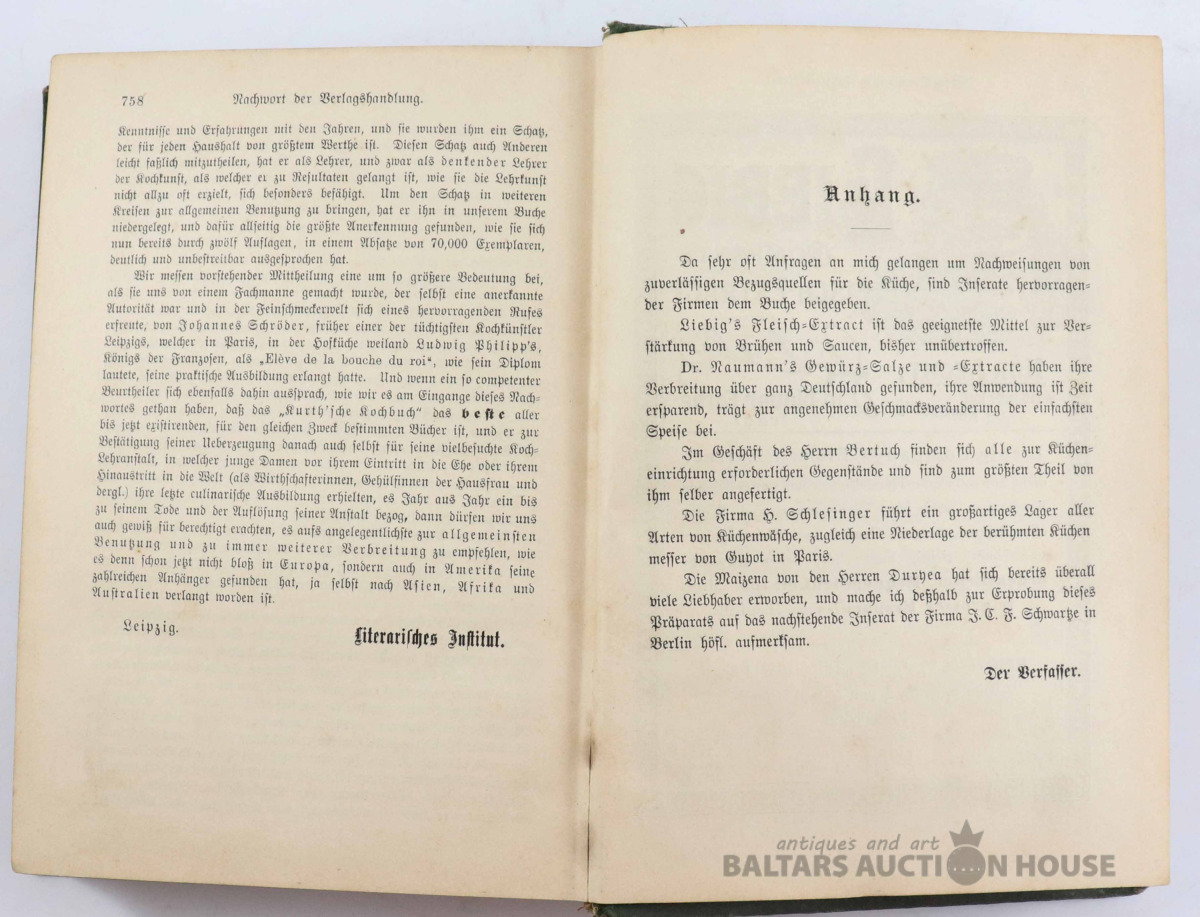 758 Nachwort der Verlagshandlung.
Kenntnisse und Erfahrungen mit den Jahren, und sie wurden ihm ein Schatz,
der für jeden Haushalt von größtem Werthe ist. Diesen Schatz auch Anderen
leicht faßlich mitzutheilen, hat er als Lehrer, und zwar als denkender Lehrer
der Kochkunst, als welcher er zu Resultaten gelangt ist, wie sie die Lehrkunst
nicht allzu oft erzielt, sich besonders befähigt. Um den Schatz in weiteren
Kreisen zur allgemeinen Benutzung zu bringen, hat er ihn in unserem Buche
niedergelegt, und dafür allseitig die größte Anerkennung gefunden, wie sie sich
nun bereits durch zwölf Auflagen, in einem Absatze von 70,000 Exemplaren,
deutlich und unbestreitbar ausgesprochen hat.
Wir messen vorstehender Mittheilung eine um so größere Bedeutung bei,
als sie uns von einem Fachmanne gemacht wurde, der selbst eine anerkannte
Autorität war und in der Feinschmeckerwelt sich eines hervorragenden Rufes
erfreute, von Johannes Schröder, früher einer der tüchtigsten Kochkünstler
Leipzigs, welcher in Paris, in der Hofküche weiland Ludwig Philipp's,
Königs der Franzosen, als „Elève de la bouche du roi“, wie sein Diplom
lautete, seine praktische Ausbildung erlangt hatte. Und wenn ein so competenter
Beurtheiler sich ebenfalls dahin aussprach, wie wir es am Eingange dieses Nach-
wortes gethan haben, daß das „Kurth'sche Kochbuch“ das beste aller
bis jetzt existirenden, für den gleichen Zweck bestimmten Bücher ist, und er zur
Bestätigung seiner Ueberzeugung danach auch selbst für seine vielbesuchte Koch-
Lehranstalt, in welcher junge Damen vor ihrem Eintritt in die Ehe oder ihrem
Hinaustritt in die Welt (als Wirthschafterinnen, Gehülfinnen der Hausfrau und
dergl.) ihre letzte culinarische Ausbildung erhielten, es Jahr aus Jahr ein bis
zu seinem Tode und der Auflösung seiner Anstalt bezog, dann dürfen wir uns
auch gewiß für berechtigt erachten, es aufs angelegentlichste zur allgemeinsten
Benutzung und zu immer weiterer Verbreitung zu empfehlen, wie
es denn schon jetzt nicht bloß in Europa, sondern auch in Amerika seine
zahlreichen Anhänger gefunden hat, ja selbst nach Asien, Afrika und
Australien verlangt worden ist.
Leipzig. Literarisches Institut.
Anhang.
Da sehr oft Anfragen an mich gelangen um Nachweisungen von
zuverlässigen Bezugsquellen für die Küche, sind Inserate hervorragen-
der Firmen dem Buche beigegeben.
Liebig's Fleisch-Extract ist das geeignetste Mittel zur Ver-
stärkung von Brühen und Saucen, bisher unübertroffen.
Dr. Naumann's Gewürz-Salze und -Extracte haben ihre
Verbreitung über ganz Deutschland gefunden, ihre Anwendung ist Zeit
ersparend, trägt zur angenehmen Geschmacksveränderung der einfachsten
Speise bei.
Im Geschäft des Herrn Bertuch finden sich alle zur Küchen-
einrichtung erforderlichen Gegenstände und sind zum größten Theil von
ihm selber angefertigt.
Die Firma H. Schlesinger führt ein großartiges Lager aller
Arten von Küchenwäsche, zugleich eine Niederlage der berühmten Küchen
messer von Guyot in Paris.
Die Maizena von den Herren Duryea hat sich bereits überall
viele Liebhaber erworben, und mache ich deßhalb zur Erprobung dieses
Präparats auf das nachstehende Inserat der Firma J. C. F. Schwartze in
Berlin höfl. aufmerksam.
Der Verfasser.
antiques and art
BALTARS AUCTION HOUSE